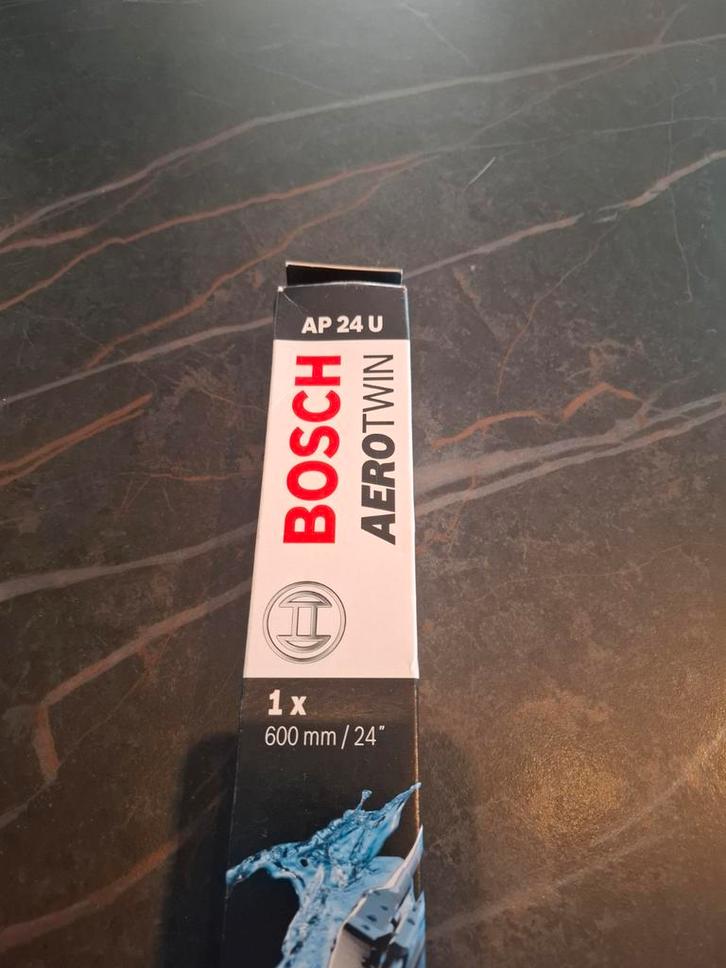 AP 24 U
BOSCH
AEROTWIN
1 x
600 mm / 24"